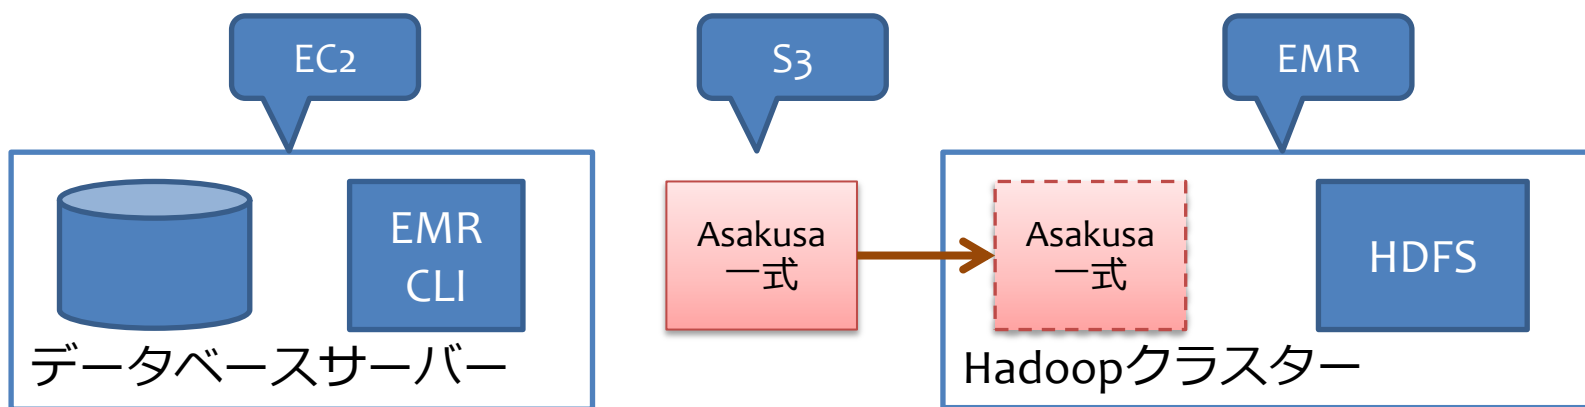 EC2
S3
EMR
EMR
CLI
Asakusa
一式
Asakusa
一式
HDFS
データベースサーバー
Hadoopクラスター